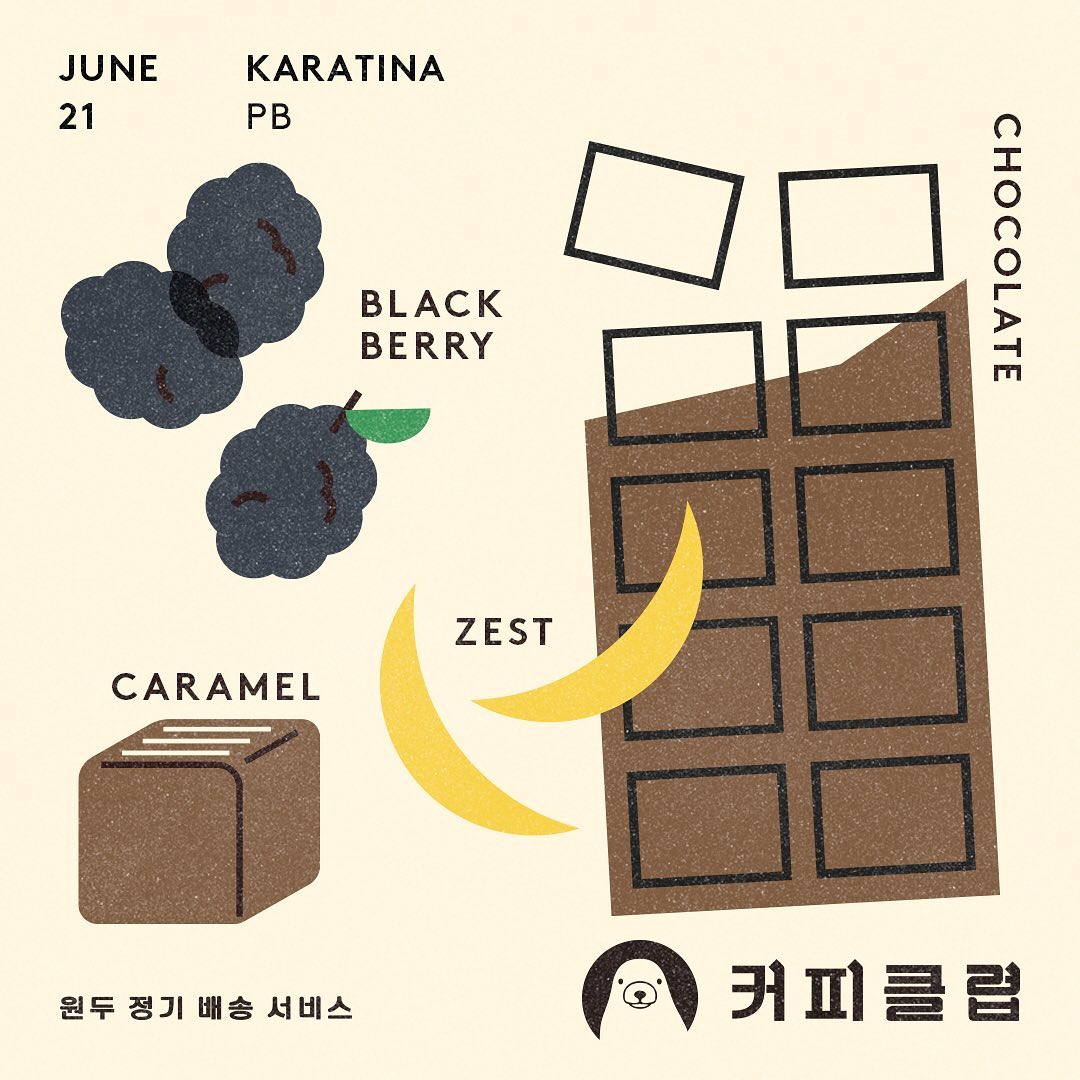 JUNE
21
KARATINA
PB
CHOCOLATE
BLACK
BERRY
ZEST
CARAMEL
원두 정기 배송 서비스
커피클럽